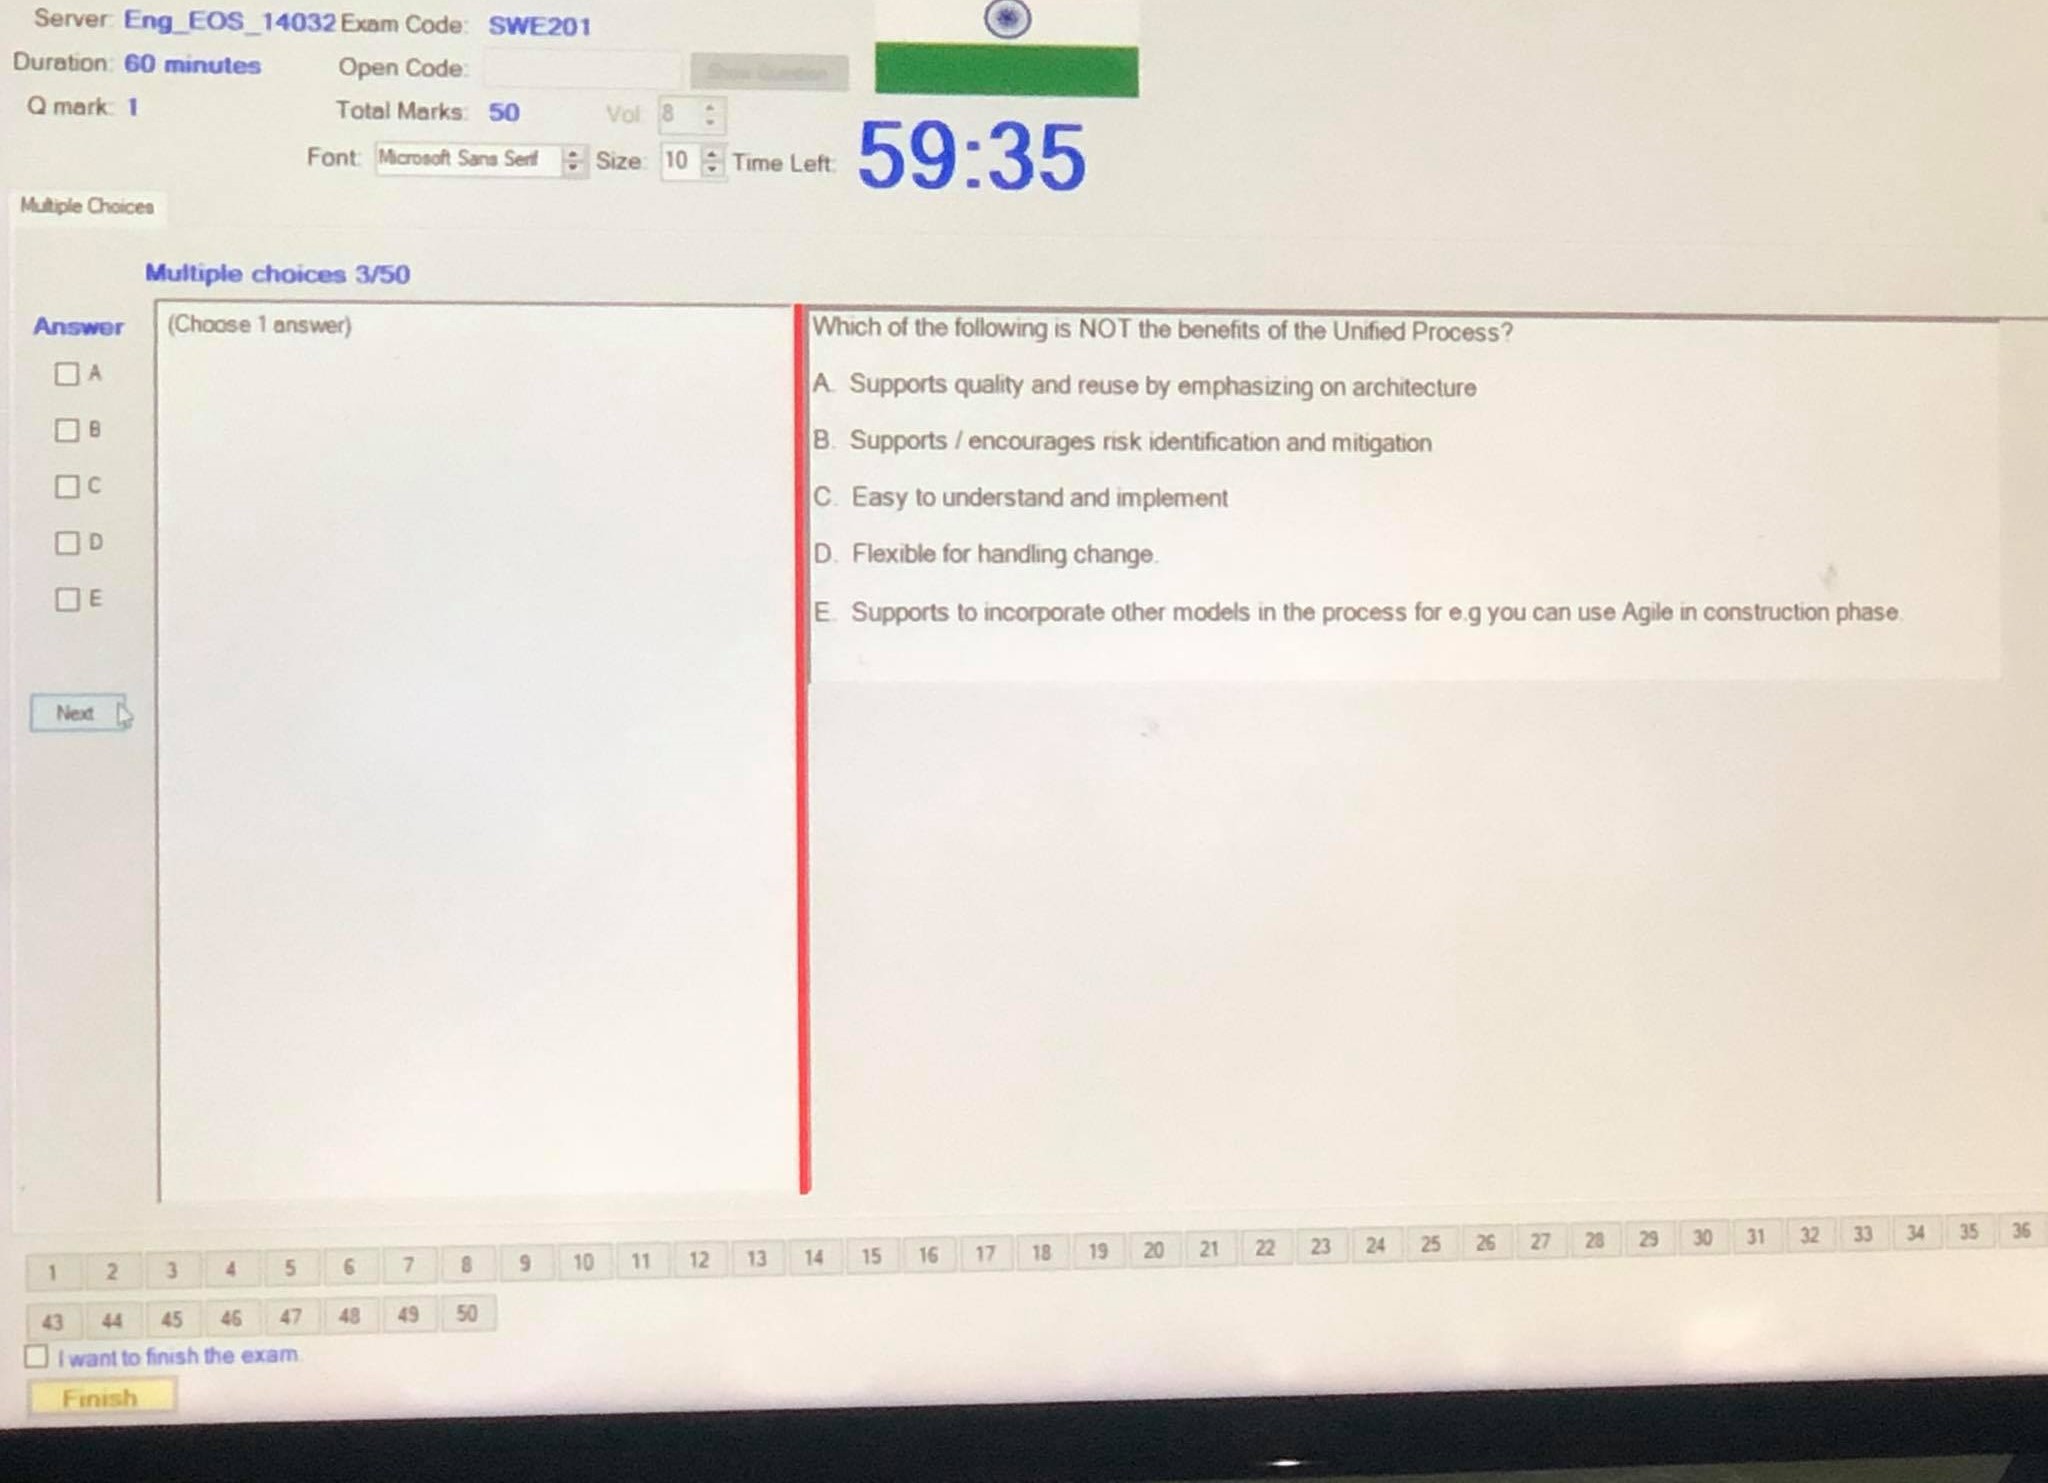 Server: Eng_EOS_14032 Exam Code: SWE201
Duration: 60 minutes Open Code: Show Question
Q mark: 1 Total Marks: 50 Vol: 8
Font: Microsoft Sans Serif Size: 10 Time Left: 59:35
Multiple Choices
Multiple choices 3/50
Answer
(Choose 1 answer)
A
B
C
D
E
Next
Which of the following is NOT the benefits of the Unified Process?
A. Supports quality and reuse by emphasizing on architecture
B. Supports / encourages risk identification and mitigation
C. Easy to understand and implement
D. Flexible for handling change.
E. Supports to incorporate other models in the process for e.g you can use Agile in construction phase.
1 2 3 4 5 6 7 8 9 10 11 12 13 14 15 16 17 18 19 20 21 22 23 24 25 26 27 28 29 30 31 32 33 34 35 36
43 44 45 46 47 48 49 50
I want to finish the exam.
Finish